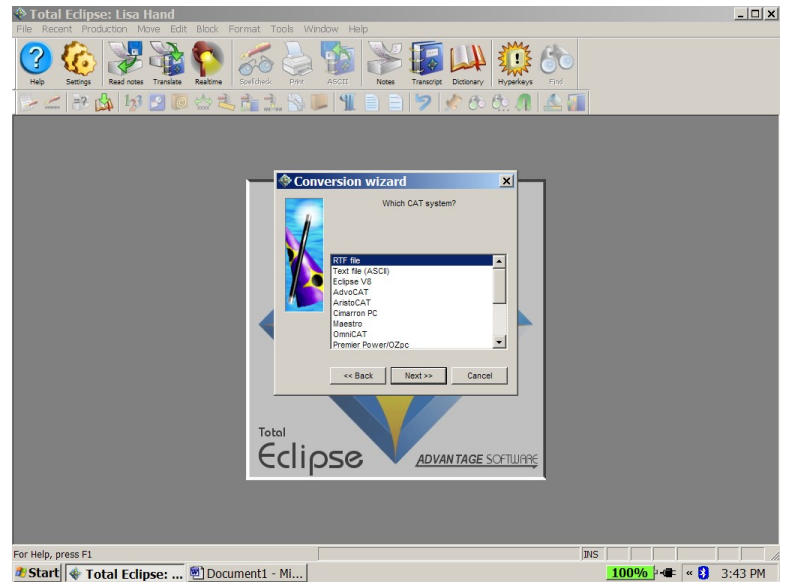 Total Eclipse: Lisa Hand
File Recent Production Move Edit Block Format Tools Window Help
Help Settings Read notes Translate Realtime Spellcheck Print ASCII Notes Transcript Dictionary Hyperkeys Find
Conversion wizard
Which CAT system?
RTF file
Text file (ASCII)
Eclipse V8
AdvoCAT
AristoCAT
Cimarron PC
Maestro
OmniCAT
Premier Power/OZpc
<< Back Next >> Cancel
Total
Eclipse
ADVANTAGE SOFTWARE
For Help, press F1 INS
Start Total Eclipse: ... Document1 - Mi... 100% « 3:43 PM